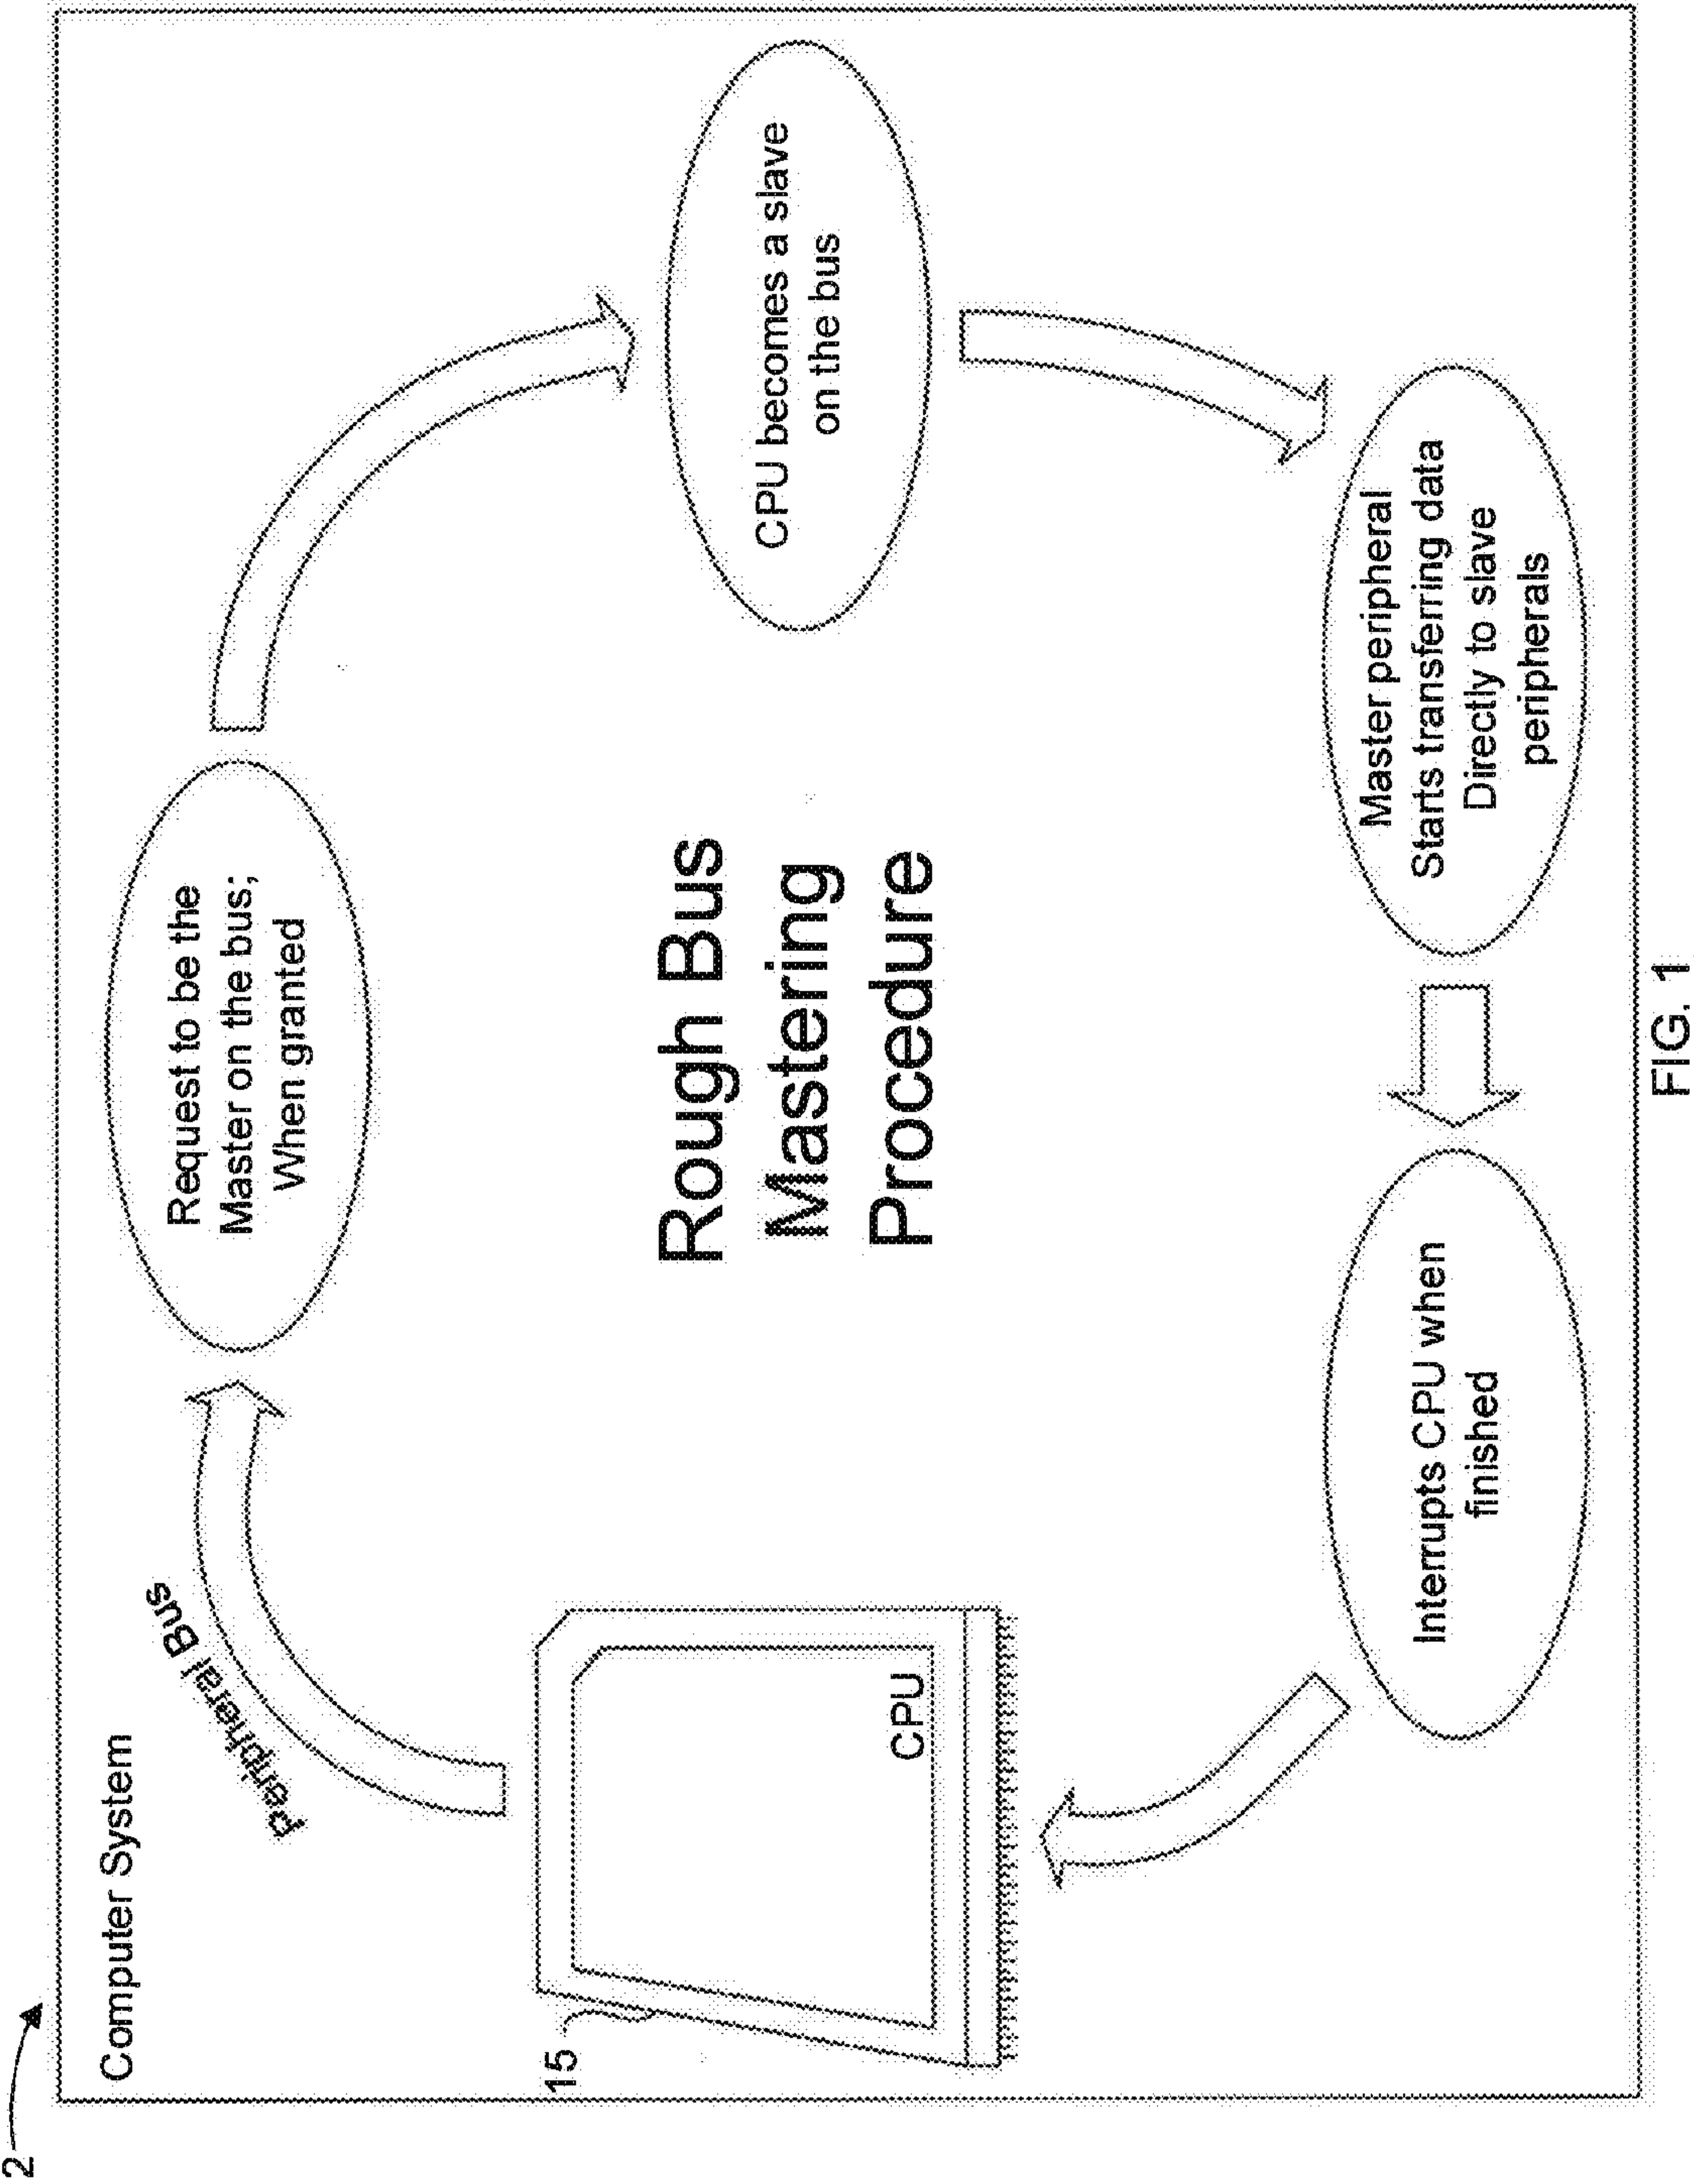 2
Computer System
Peripheral Bus
Request to be the
Master on the bus;
When granted
CPU becomes a slave
on the bus
Rough Bus
Mastering
Procedure
15
CPU
Interrupts CPU when
finished
Master peripheral
Starts transferring data
Directly to slave
peripherals
FIG. 1